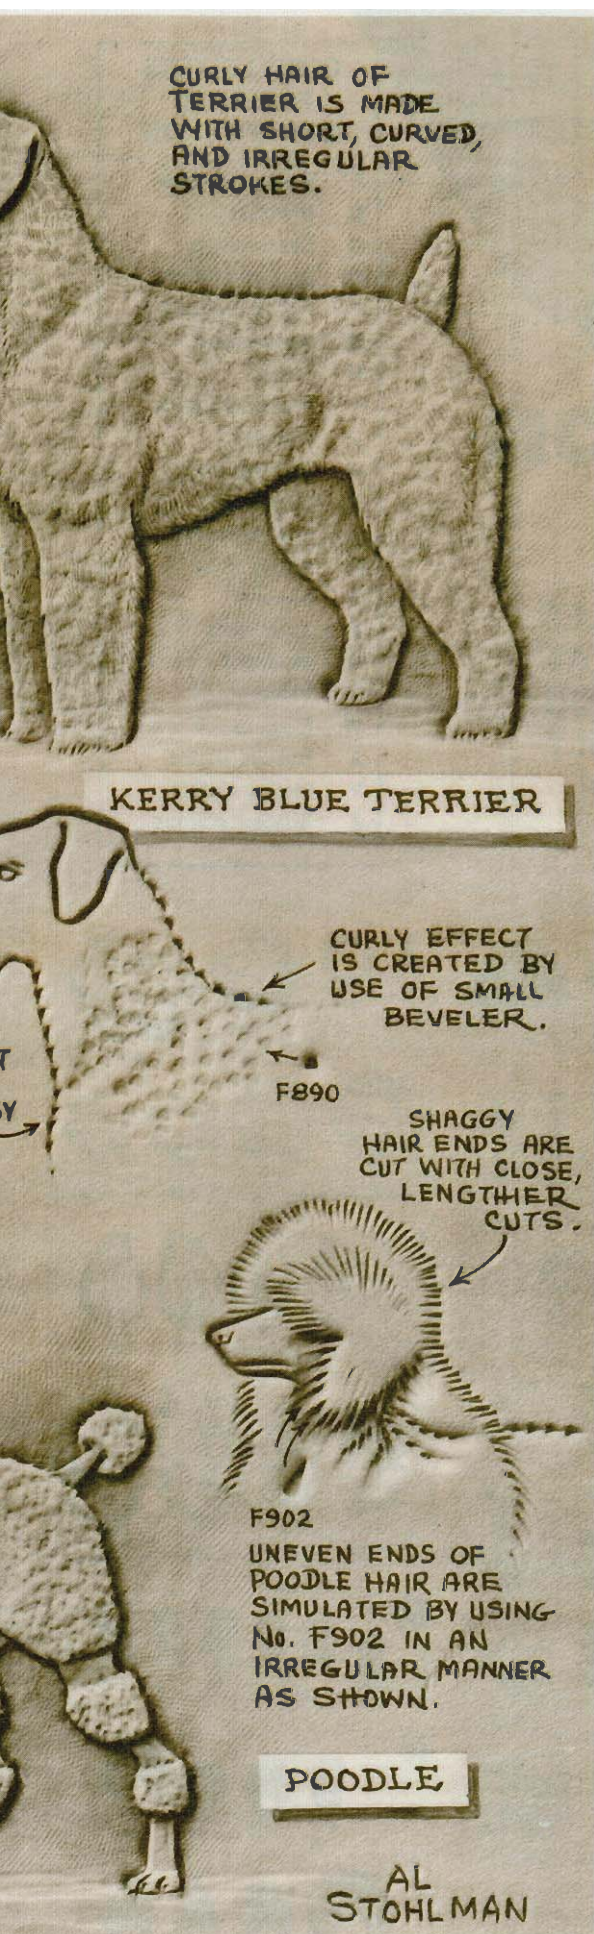 CURLY HAIR OF
TERRIER IS MADE
WITH SHORT, CURVED,
AND IRREGULAR
STROKES.
KERRY BLUE TERRIER
CURLY EFFECT
IS CREATED BY
USE OF SMALL
BEVELER.
F890
SHAGGY
HAIR ENDS ARE
CUT WITH CLOSE,
LENGTHIER
CUTS.
F902
UNEVEN ENDS OF
POODLE HAIR ARE
SIMULATED BY USING
No. F902 IN AN
IRREGULAR MANNER
AS SHOWN.
POODLE
AL
STOHLMAN